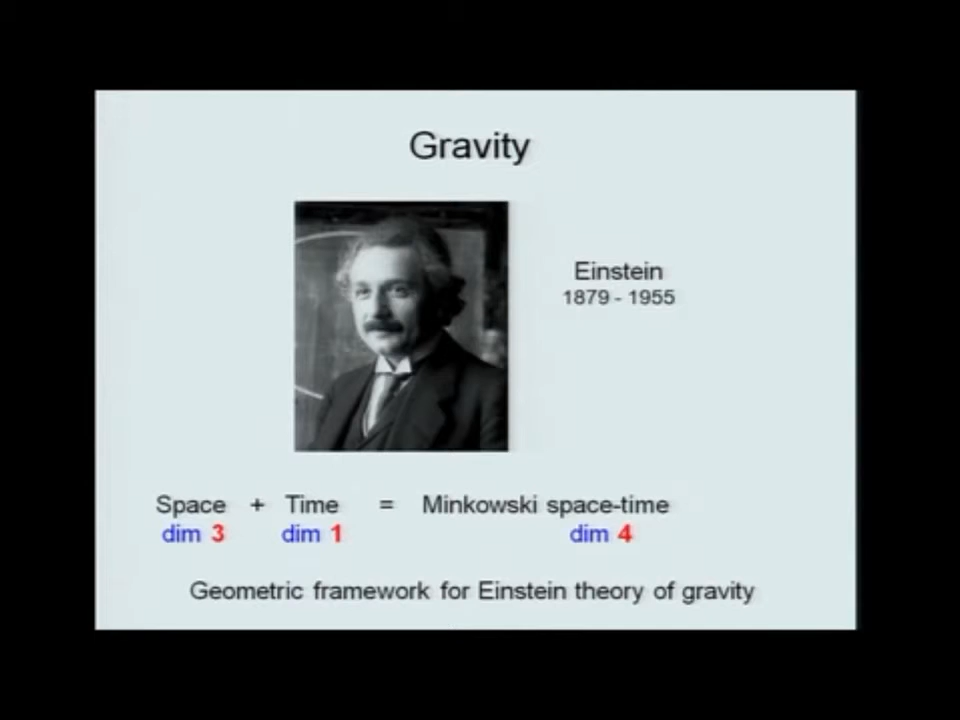 Gravity
Einstein
1879 - 1955
Space + Time = Minkowski space-time
dim 3 dim 1 dim 4
Geometric framework for Einstein theory of gravity